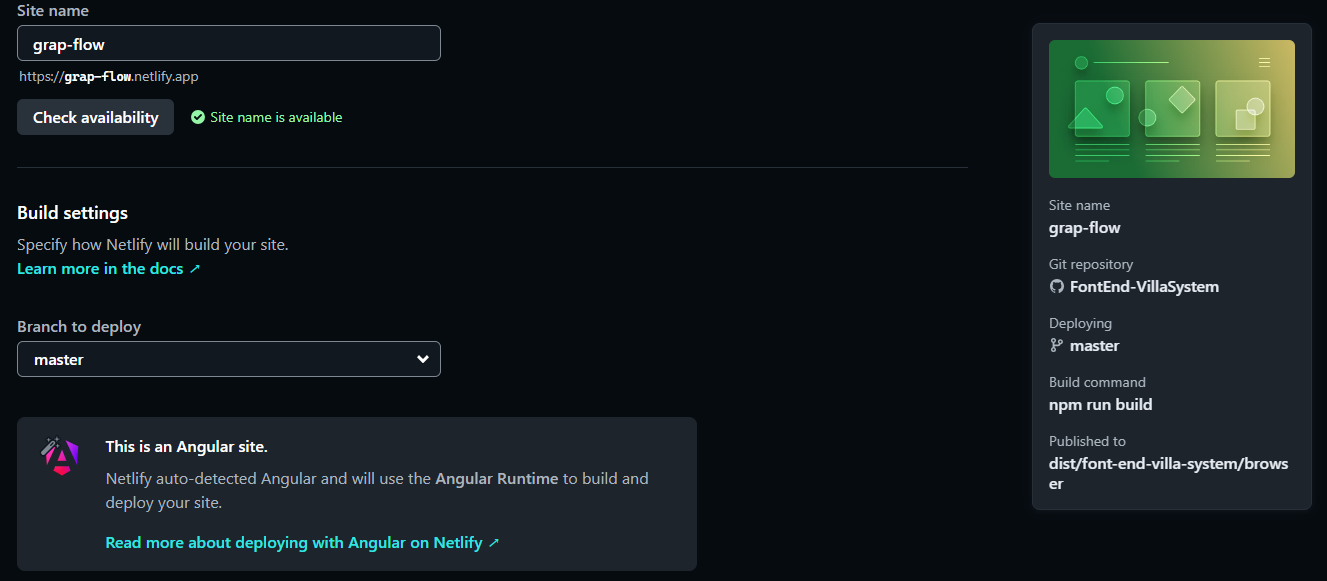 Site name
grap-flow
https://grap-flow.netlify.app
Check availability
Site name is available
Build settings
Specify how Netlify will build your site.
Learn more in the docs ↗
Branch to deploy
master
This is an Angular site.
Netlify auto-detected Angular and will use the Angular Runtime to build and
deploy your site.
Read more about deploying with Angular on Netlify ↗
Site name
grap-flow
Git repository
FontEnd-VillaSystem
Deploying
master
Build command
npm run build
Published to
dist/font-end-villa-system/brows
er